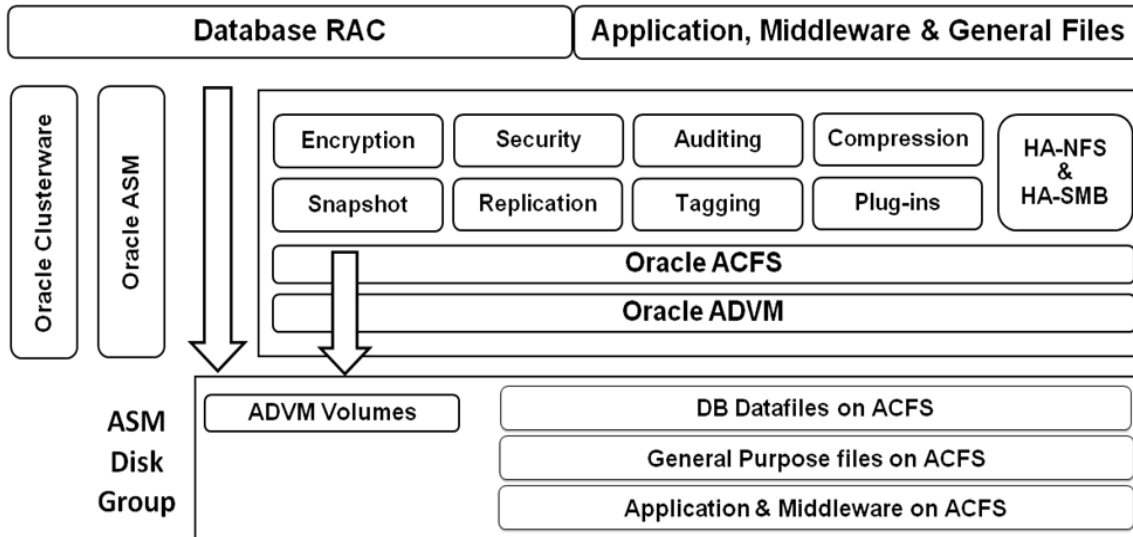 Database RAC
Application, Middleware & General Files
Oracle Clusterware
Oracle ASM
Encryption
Security
Auditing
Compression
HA-NFS
&
HA-SMB
Snapshot
Replication
Tagging
Plug-ins
Oracle ACFS
Oracle ADVM
ASM
Disk
Group
ADVM Volumes
DB Datafiles on ACFS
General Purpose files on ACFS
Application & Middleware on ACFS